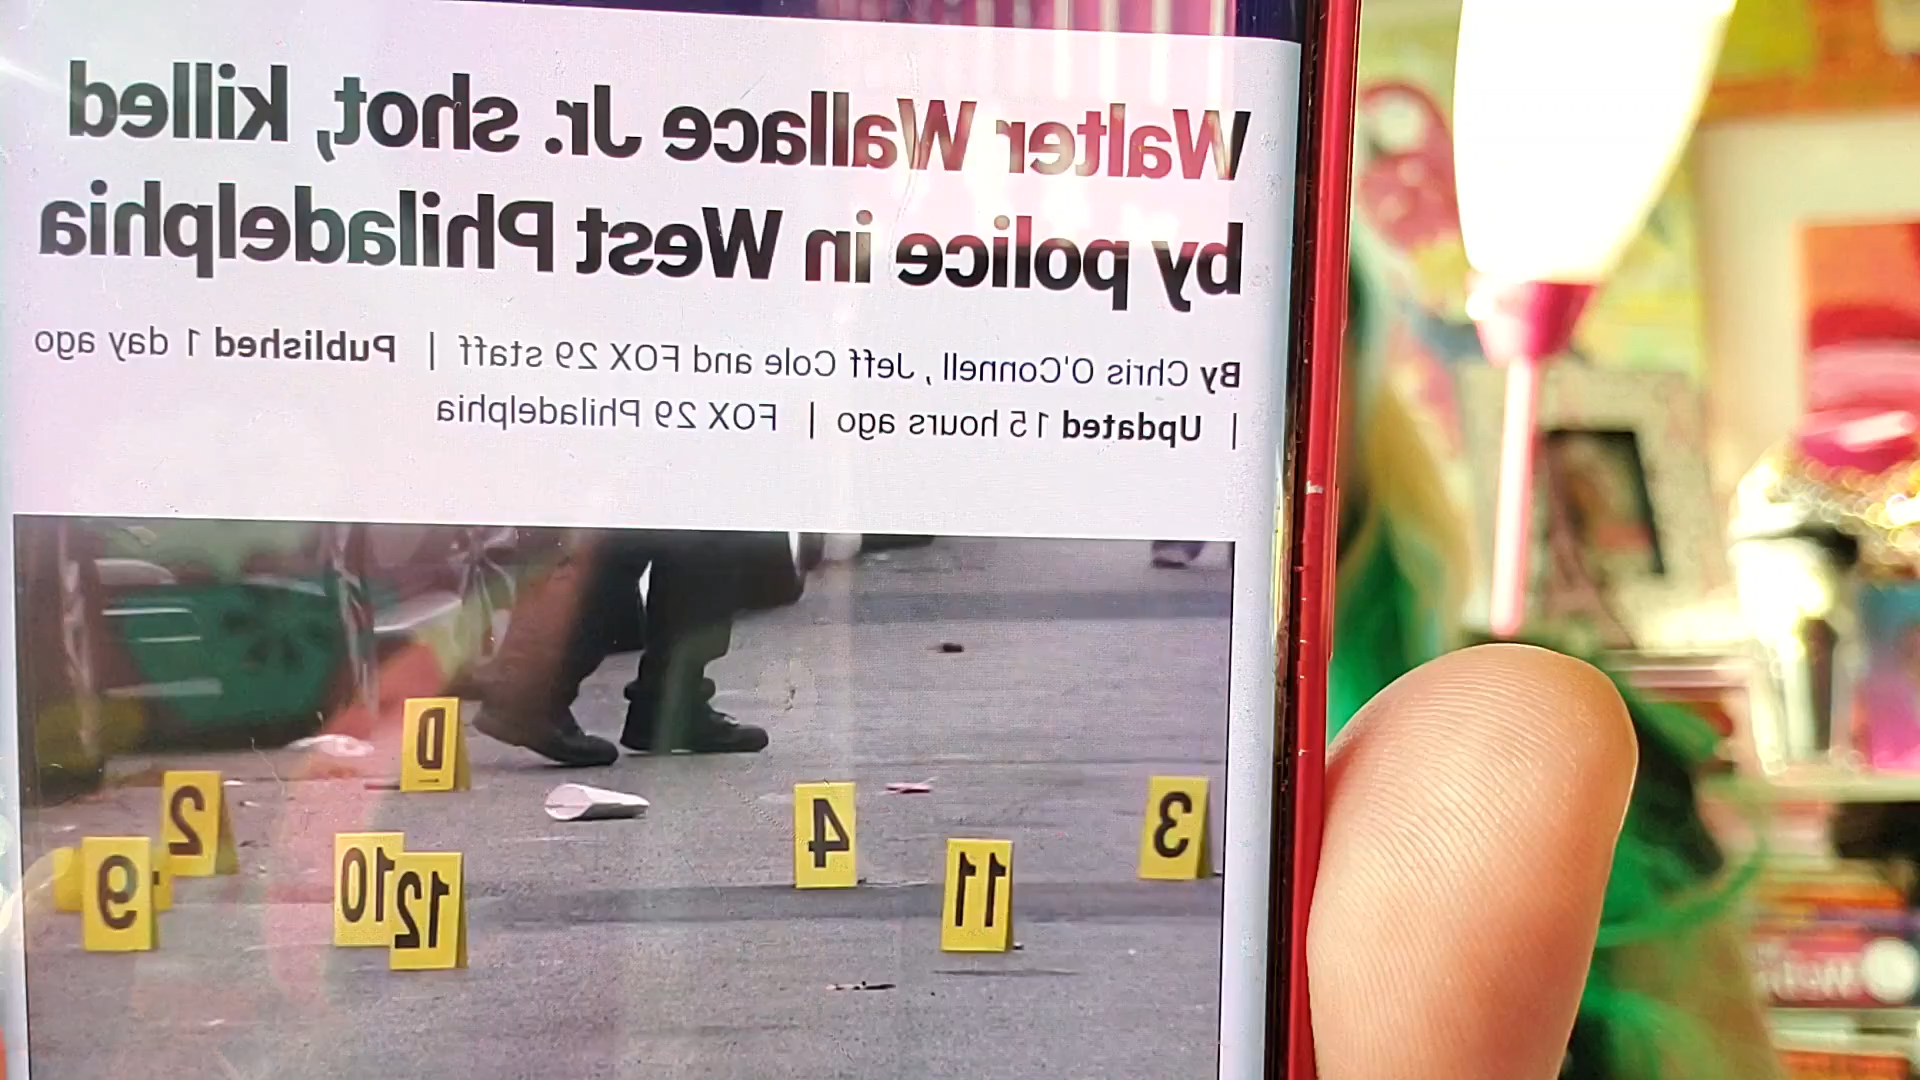 Walter Wallace Jr. shot, killed
by police in West Philadelphia
By Chris O'Connell, Jeff Cole and FOX 29 staff | Published 1 day ago
| Updated 15 hours ago | FOX 29 Philadelphia
D
2
4
3
9
10
12
11